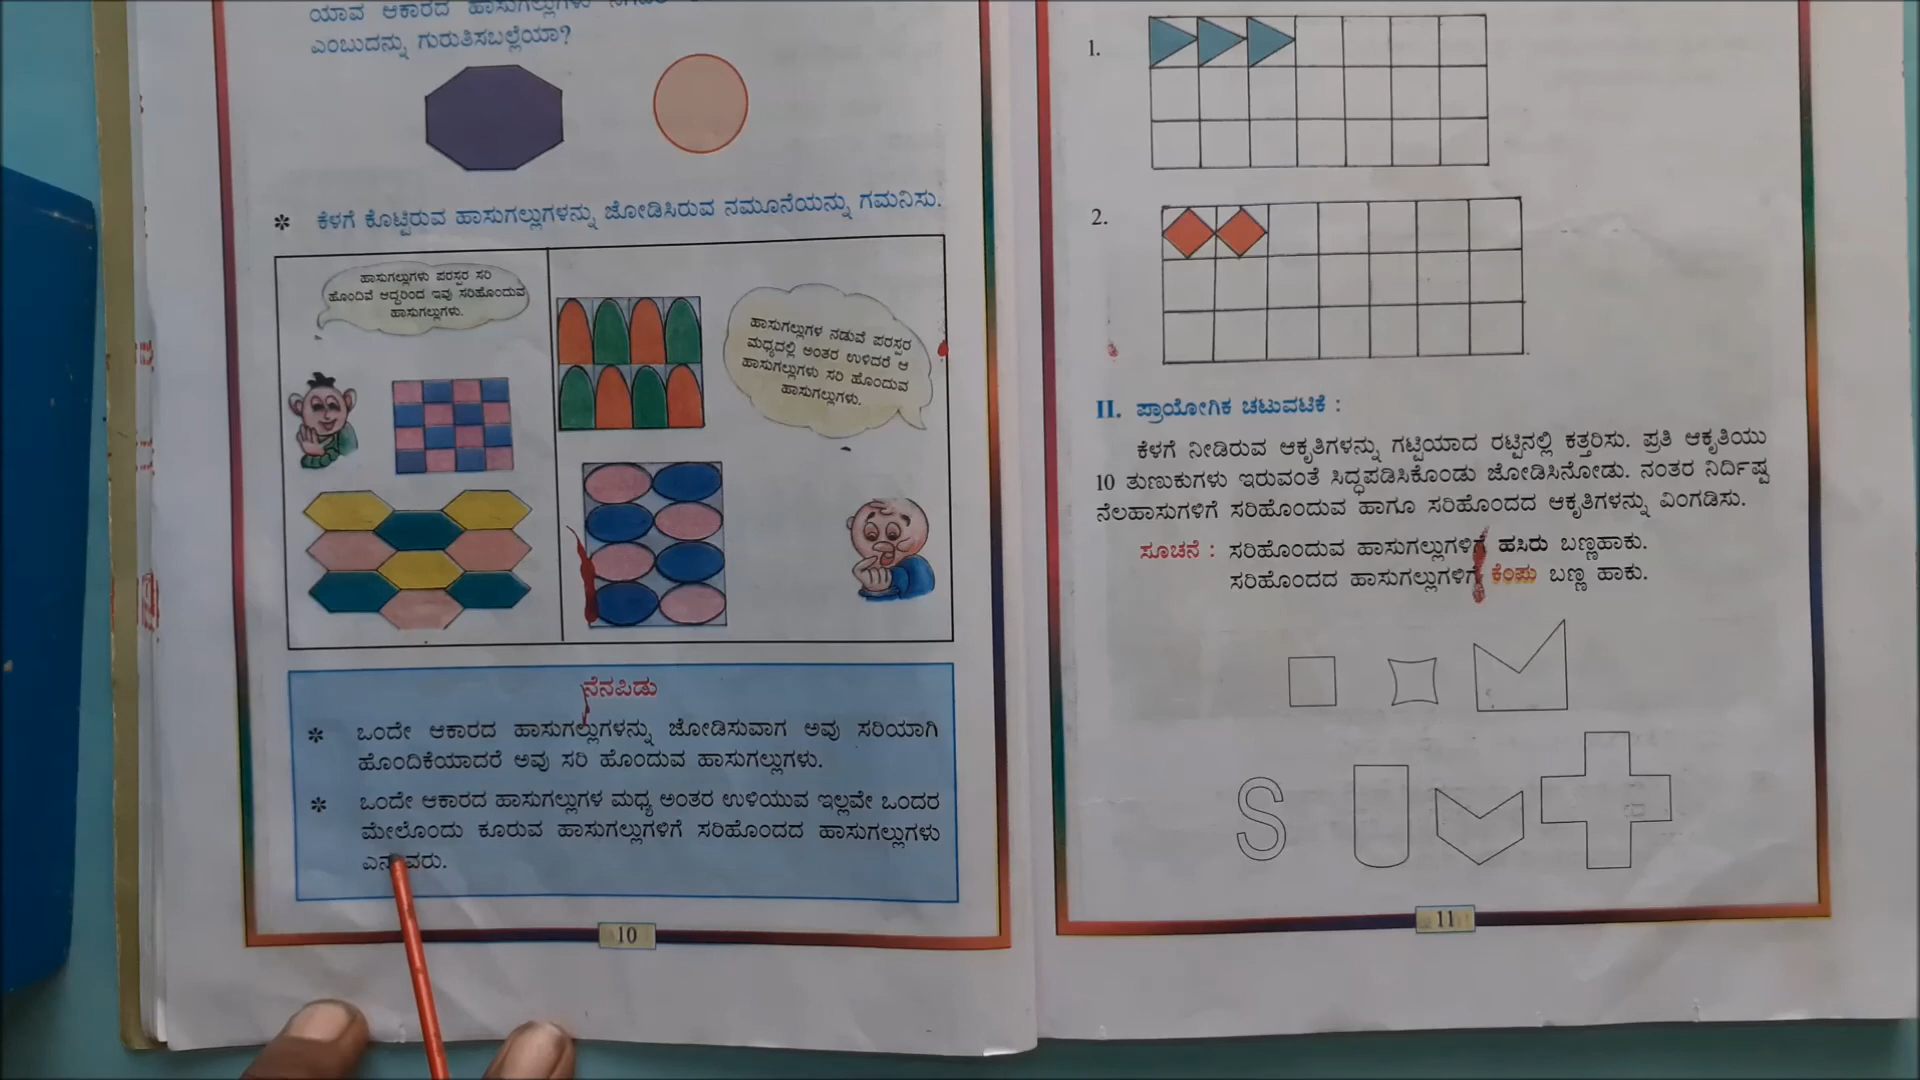 ಯಾವ ಆಕಾರದ ಹಾಸುಗಲ್ಲುಗಳು
ಎಂಬುದನ್ನು ಗುರುತಿಸಬಲ್ಲೆಯಾ?
* ಕೆಳಗೆ ಕೊಟ್ಟಿರುವ ಹಾಸುಗಲ್ಲುಗಳನ್ನು ಜೋಡಿಸಿರುವ ನಮೂನೆಯನ್ನು ಗಮನಿಸು.
ಹಾಸುಗಲ್ಲುಗಳು ಪರಸ್ಪರ ಸರಿ
ಹೊಂದಿವೆ ಆದ್ದರಿಂದ ಇವು ಸರಿಹೊಂದುವ
ಹಾಸುಗಲ್ಲುಗಳು.
ಹಾಸುಗಲ್ಲುಗಳ ನಡುವೆ ಪರಸ್ಪರ
ಮಧ್ಯದಲ್ಲಿ ಅಂತರ ಉಳಿದರೆ ಆ
ಹಾಸುಗಲ್ಲುಗಳು ಸರಿ ಹೊಂದುವ
ಹಾಸುಗಲ್ಲುಗಳು.
ನೆನಪಿಡು
* ಒಂದೇ ಆಕಾರದ ಹಾಸುಗಲ್ಲುಗಳನ್ನು ಜೋಡಿಸುವಾಗ ಅವು ಸರಿಯಾಗಿ
ಹೊಂದಿಕೆಯಾದರೆ ಅವು ಸರಿ ಹೊಂದುವ ಹಾಸುಗಲ್ಲುಗಳು.
* ಒಂದೇ ಆಕಾರದ ಹಾಸುಗಲ್ಲುಗಳ ಮಧ್ಯ ಅಂತರ ಉಳಿಯುವ ಇಲ್ಲವೇ ಒಂದರ
ಮೇಲೊಂದು ಕೂರುವ ಹಾಸುಗಲ್ಲುಗಳಿಗೆ ಸರಿಹೊಂದದ ಹಾಸುಗಲ್ಲುಗಳು
10
1.
2.
II. ಪ್ರಾಯೋಗಿಕ ಚಟುವಟಿಕೆ :
ಕೆಳಗೆ ನೀಡಿರುವ ಆಕೃತಿಗಳನ್ನು ಗಟ್ಟಿಯಾದ ರಟ್ಟಿನಲ್ಲಿ ಕತ್ತರಿಸು. ಪ್ರತಿ ಆಕೃತಿಯು
10 ತುಣುಕುಗಳು ಇರುವಂತೆ ಸಿದ್ಧಪಡಿಸಿಕೊಂಡು ಜೋಡಿಸಿನೋಡು. ನಂತರ ನಿರ್ದಿಷ್ಟ
ನೆಲಹಾಸುಗಳಿಗೆ ಸರಿಹೊಂದುವ ಹಾಗೂ ಸರಿಹೊಂದದ ಆಕೃತಿಗಳನ್ನು ವಿಂಗಡಿಸು.
ಸೂಚನೆ : ಸರಿಹೊಂದುವ ಹಾಸುಗಲ್ಲುಗಳಿಗೆ ಹಸಿರು ಬಣ್ಣಹಾಕು.
ಸರಿಹೊಂದದ ಹಾಸುಗಲ್ಲುಗಳಿಗೆ ಕೆಂಪು ಬಣ್ಣ ಹಾಕು.
11